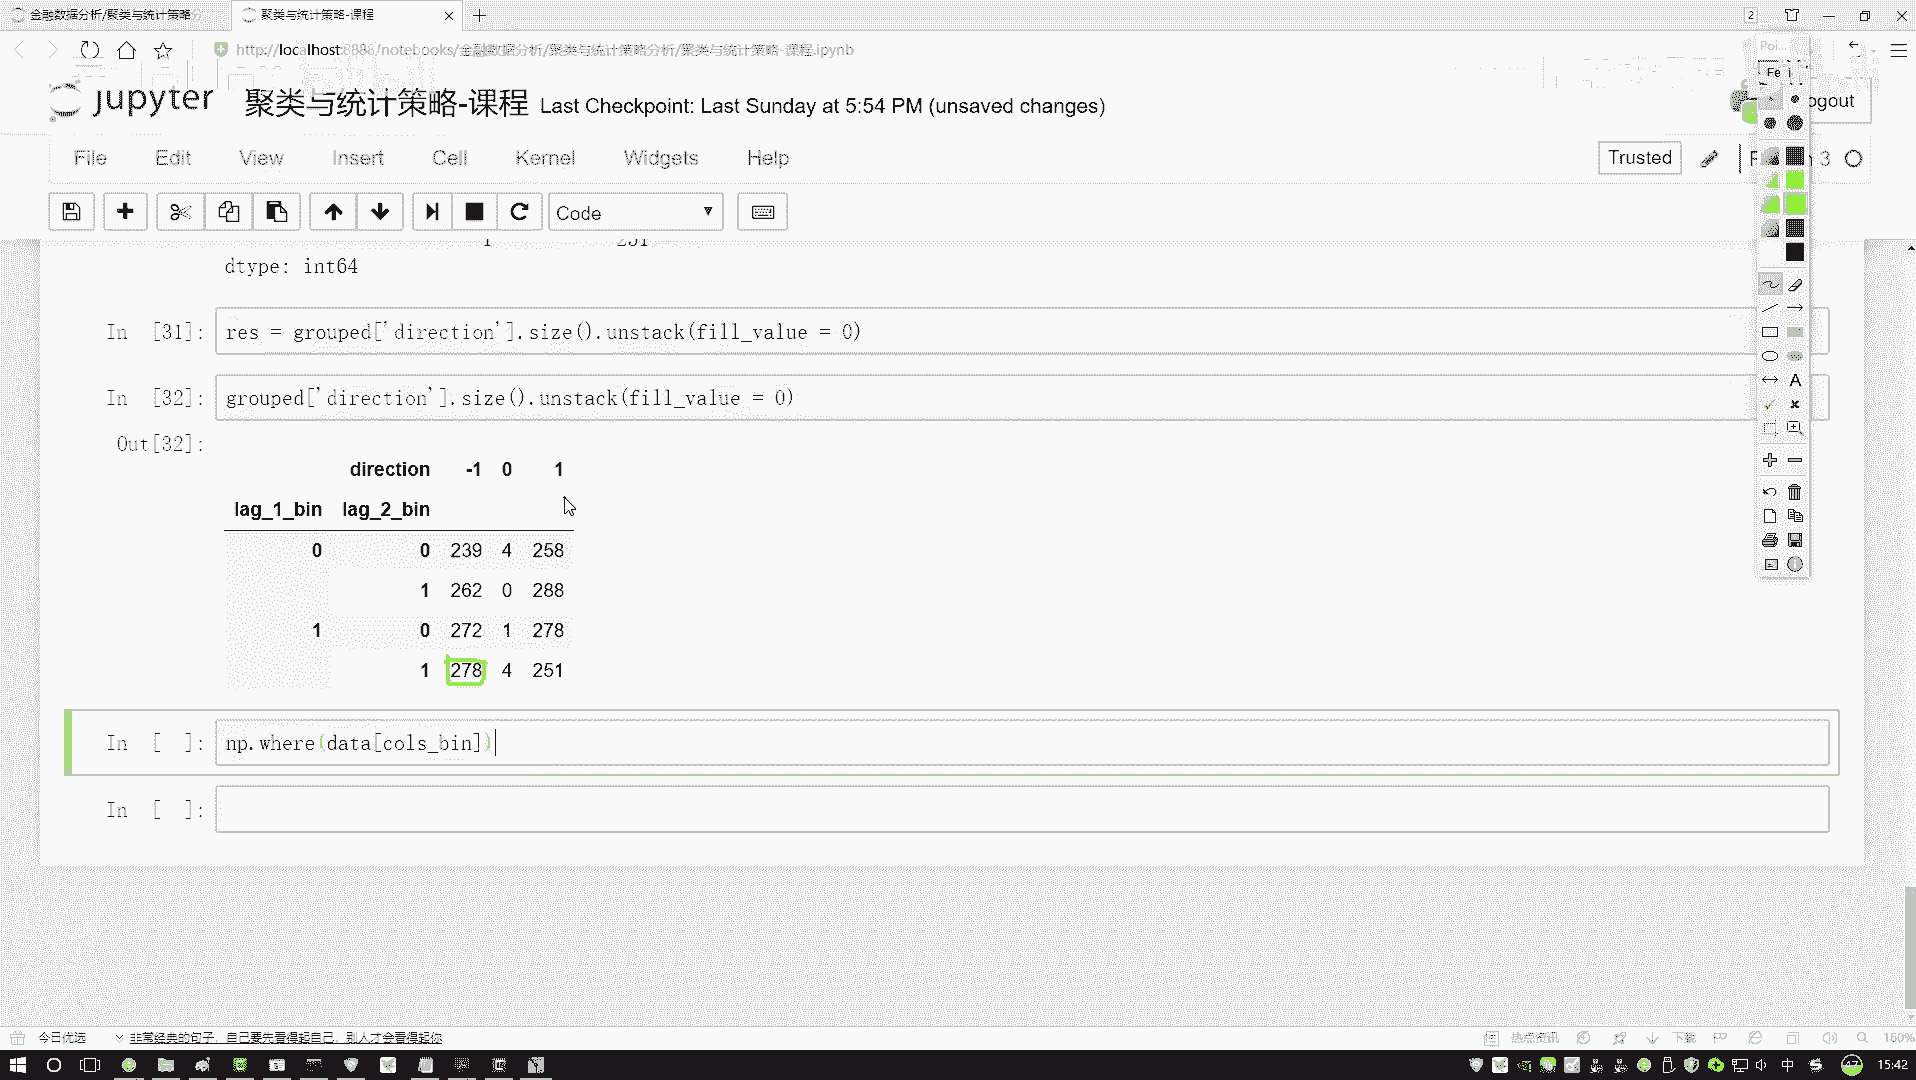 金融数据分析/聚类与统计策略分
聚类与统计策略-课程
2
http://localhost:8886/notebooks/金融数据分析/聚类与统计策略分析/聚类与统计策略-课程.ipynb
jupyter 聚类与统计策略-课程 Last Checkpoint: Last Sunday at 5:54 PM (unsaved changes)
ogout
File Edit View Insert Cell Kernel Widgets Help
Trusted
3
Code
dtype: int64
In [31]: res = grouped['direction'].size().unstack(fill_value = 0)
In [32]: grouped['direction'].size().unstack(fill_value = 0)
Out[32]:
direction -1 0 1
lag_1_bin lag_2_bin
0 0 239 4 258
1 262 0 288
1 0 272 1 278
1 278 4 251
In [ ]: np.where(data[cols_bin])
In [ ]:
今日优选
非常经典的句子，自己要先看得起自己，别人才会看得起你
热点资讯
下载
150%
中
47
15:42